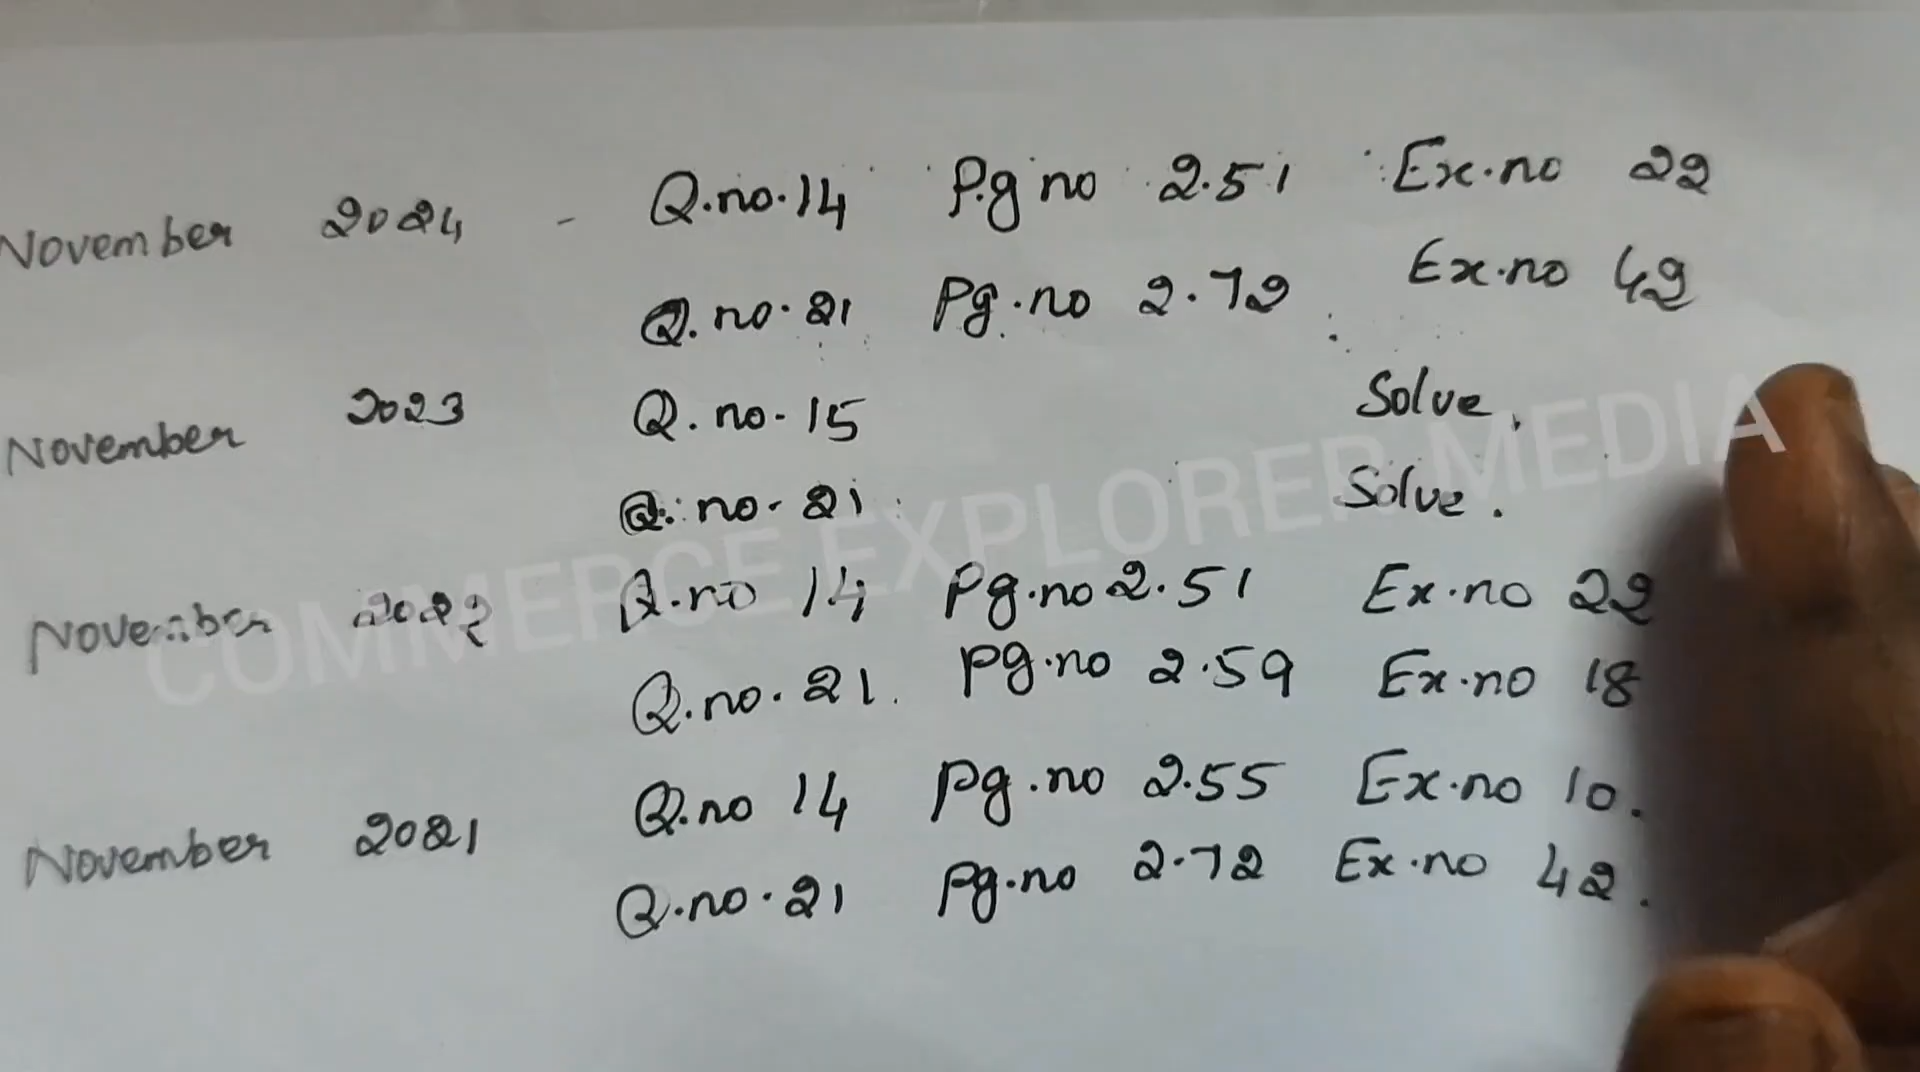 November 2024 - Q.no.14 P.g no 2.51 Ex.no 22
Q.no.21 Pg.no 2.72 Ex.no 42
November 2023 Q.no-15 Solve.
Q.no-21 Solve.
November 2022 Q.no 14 Pg.no 2.51 Ex.no 22
Q.no.21. Pg.no 2.59 Ex.no 18
November 2021 Q.no 14 Pg.no 2.55 Ex.no 10.
Q.no.21 Pg.no 2.72 Ex.no 42.
COMMERCE EXPLORER MEDIA